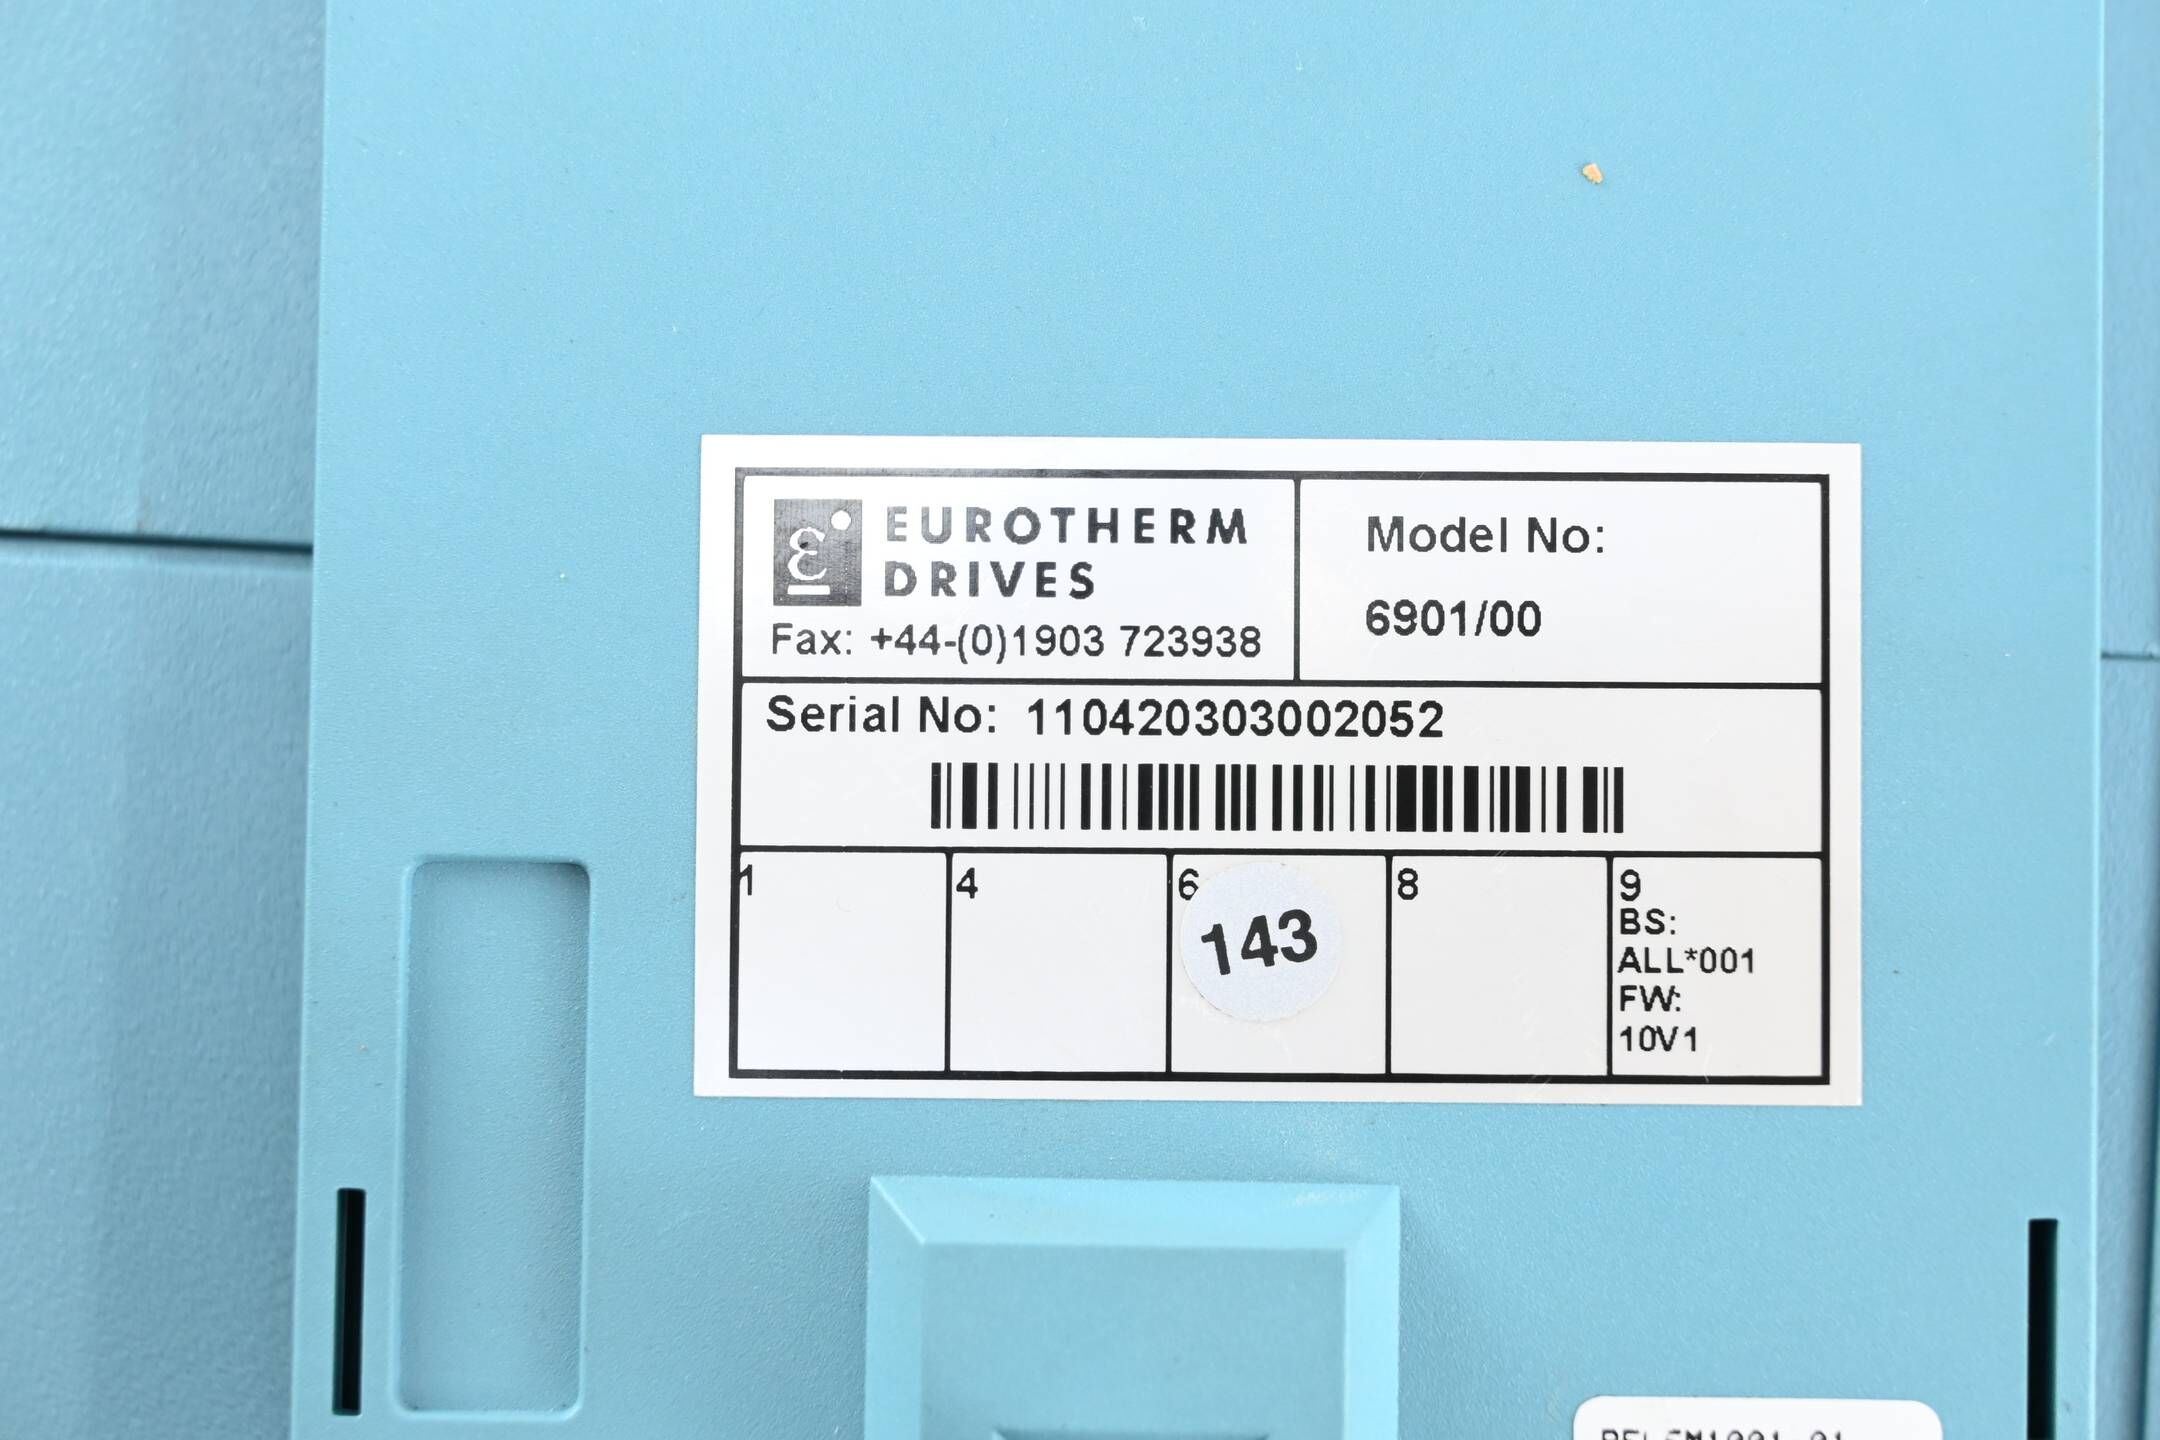 EUROTHERM
DRIVES
Fax: +44-(0)1903 723938
Model No:
6901/00
Serial No: 110420303002052
1
4
6
143
8
9
BS:
ALL*001
FW:
10V1